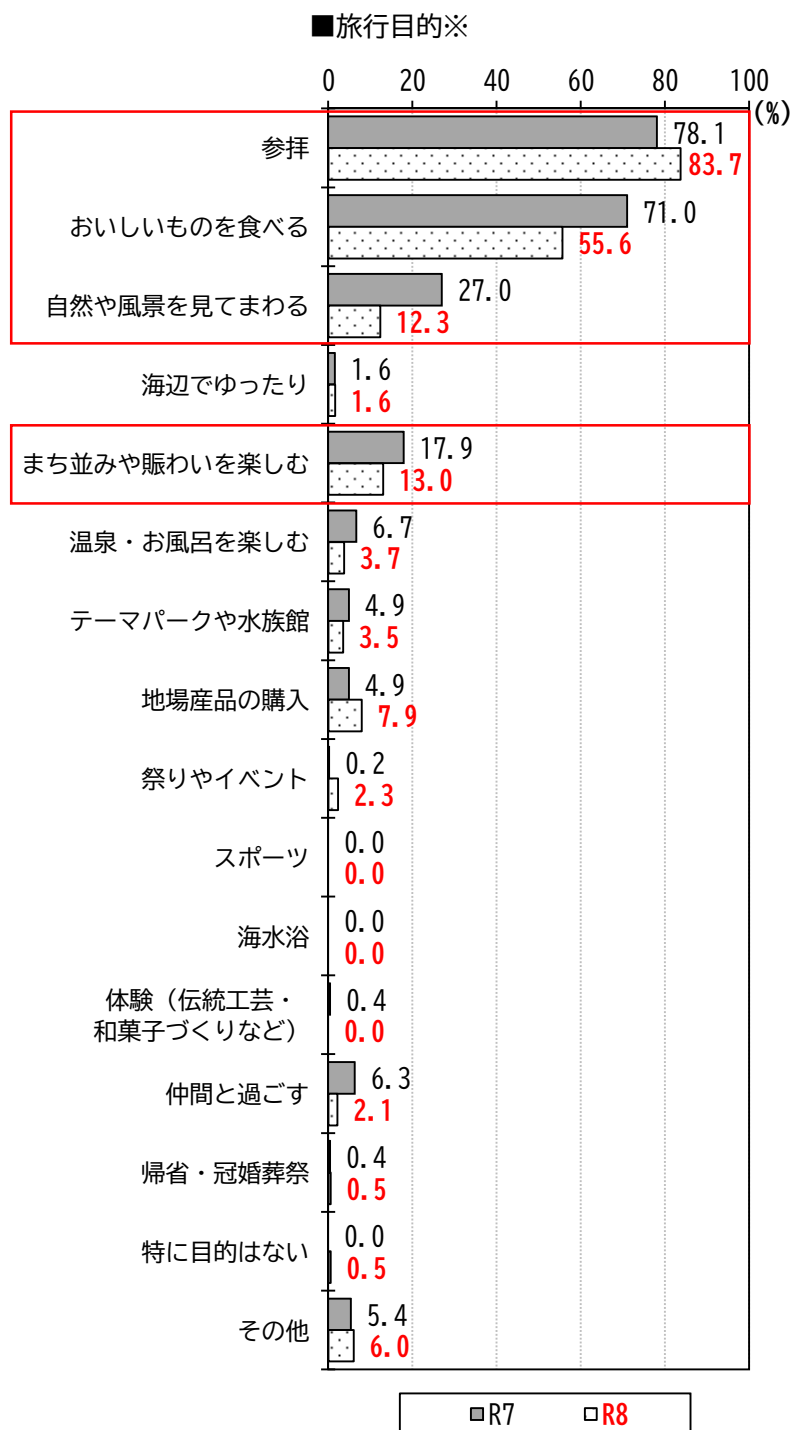 ■旅行目的※
0 20 40 60 80 100
(%)
参拝 78.1
83.7
おいしいものを食べる 71.0
55.6
自然や風景を見てまわる 27.0
12.3
海辺でゆったり 1.6
1.6
まち並みや賑わいを楽しむ 17.9
13.0
温泉・お風呂を楽しむ 6.7
3.7
テーマパークや水族館 4.9
3.5
地場産品の購入 4.9
7.9
祭りやイベント 0.2
2.3
スポーツ 0.0
0.0
海水浴 0.0
0.0
体験（伝統工芸・
和菓子づくりなど） 0.4
0.0
仲間と過ごす 6.3
2.1
帰省・冠婚葬祭 0.4
0.5
特に目的はない 0.0
0.5
その他 5.4
6.0
R7 R8